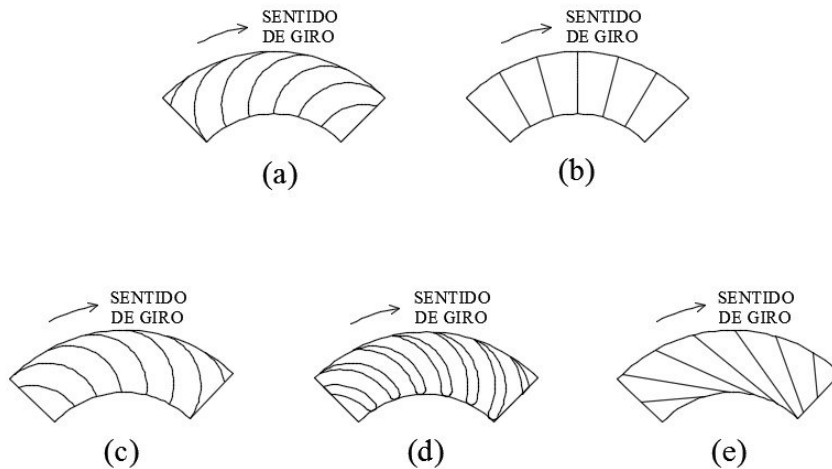 SENTIDO
DE GIRO
SENTIDO
DE GIRO
(a)
(b)
SENTIDO
DE GIRO
SENTIDO
DE GIRO
SENTIDO
DE GIRO
(c)
(d)
(e)